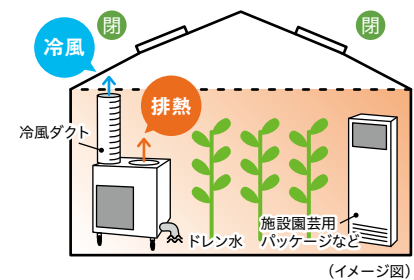 閉
閉
冷風
排熱
冷風ダクト
ドレン水
施設園芸用
パッケージなど
(イメージ図)